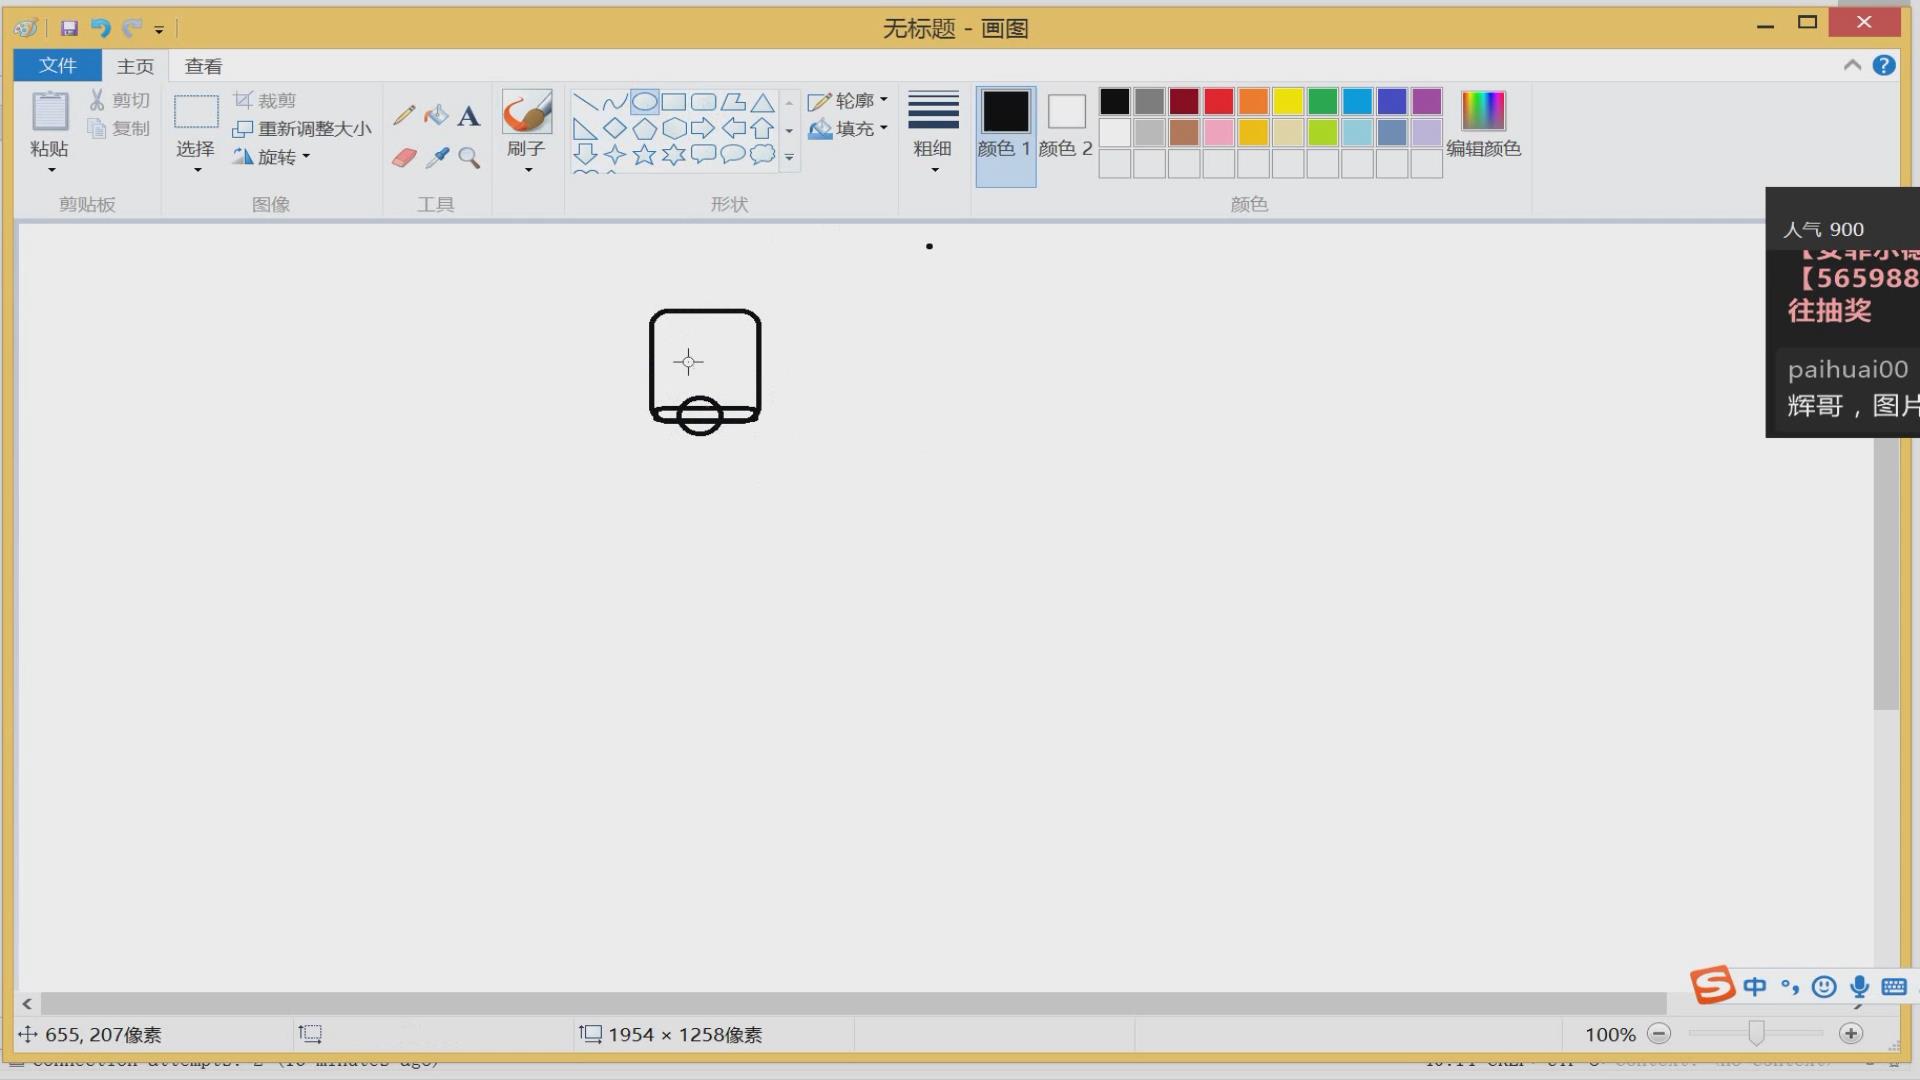 无标题 - 画图
文件 主页 查看
剪切
复制
粘贴
剪贴板
裁剪
重新调整大小
旋转
选择
图像
A
工具
刷子
轮廓
填充
形状
粗细
颜色 1
颜色 2
编辑颜色
颜色
人气 900
【565988
往抽奖
paihuai00
辉哥，图片
中
655, 207像素
1954 × 1258像素
100%